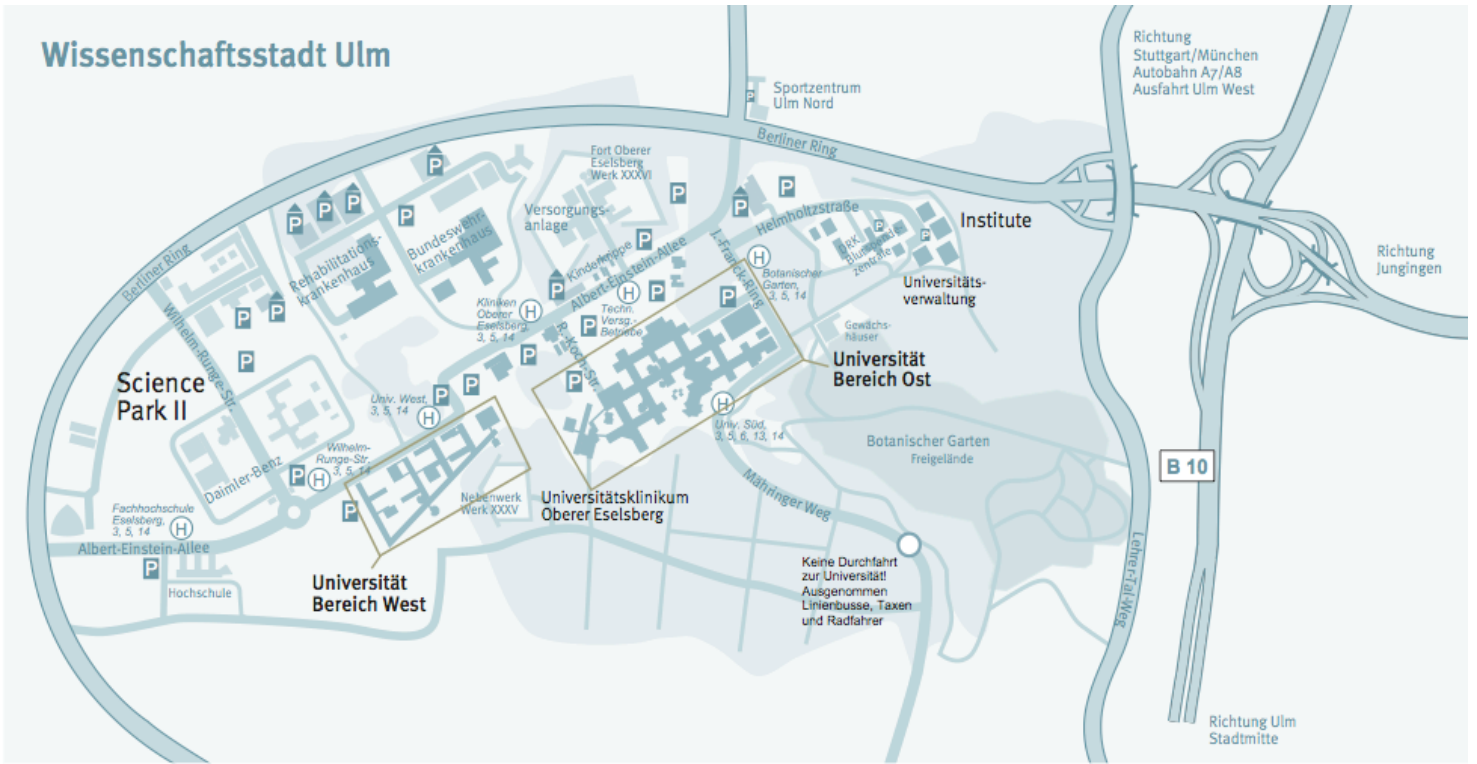 Wissenschaftsstadt Ulm
Richtung
Stuttgart/München
Autobahn A7/A8
Ausfahrt Ulm West
Sportzentrum
Ulm Nord
P
Berliner Ring
Fort Oberer
Eselsberg
Werk XXXVI
P
P
P
P
P
P
P
P
P
Versorgungs-
anlage
Bundeswehr-
krankenhaus
Rehabilitations-
krankenhaus
Berliner Ring
Helmholtzstraße
Institute
DRK
Blutspende-
zentrale
P
P
Universitäts-
verwaltung
Richtung
Jungingen
Kinderkrippe
Albert-Einstein-Allee
J.-Franck-Ring
H
Botanischer
Garten,
3, 5, 14
P
P
P
H
Kliniken
Oberer
Eselsberg,
3, 5, 14
H
Techn.
Versg.-
Betriebe
P
P
R.-Koch-Str.
Wilhelm-Runge-Str.
P
P
P
Gewächs-
häuser
Universität
Bereich Ost
Science
Park II
P
P
P
P
Univ. West,
3, 5, 14
H
H
Univ. Süd,
3, 5, 6, 13, 14
Botanischer Garten
Freigelände
B 10
Wilhelm-
Runge-Str.
3, 5, 14
P
H
Daimler-Benz
P
Nebenwerk
Werk XXXV
Universitätsklinikum
Oberer Eselsberg
Mähringer Weg
Fachhochschule
Eselsberg,
3, 5, 14
H
Albert-Einstein-Allee
P
Hochschule
Universität
Bereich West
Keine Durchfahrt
zur Universität!
Ausgenommen
Linienbusse, Taxen
und Radfahrer
Lehrer-Tal-Weg
Richtung Ulm
Stadtmitte